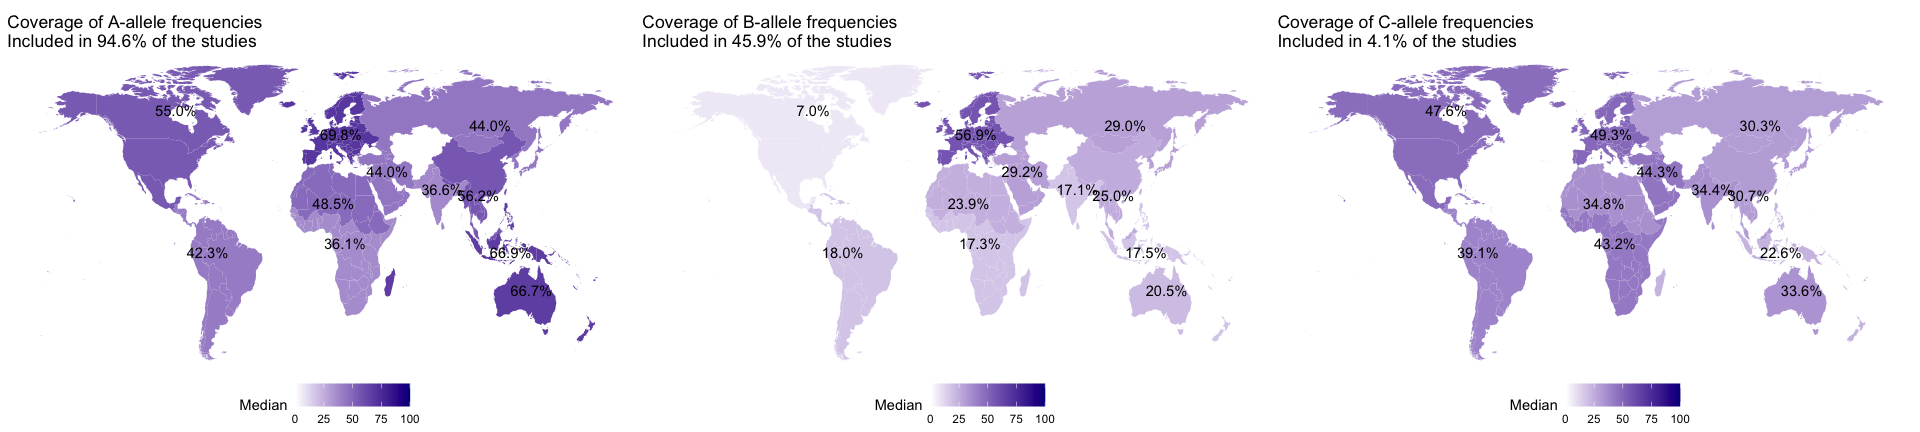 Coverage of A-allele frequencies
Included in 94.6% of the studies
55.0%
69.8%
44.0%
44.0%
36.6%
56.2%
48.5%
36.1%
42.3%
66.9%
66.7%
Median
0 25 50 75 100
Coverage of B-allele frequencies
Included in 45.9% of the studies
7.0%
56.9%
29.0%
29.2%
17.1%
25.0%
23.9%
17.3%
18.0%
17.5%
20.5%
Median
0 25 50 75 100
Coverage of C-allele frequencies
Included in 4.1% of the studies
47.6%
49.3%
30.3%
44.3%
34.4%
30.7%
34.8%
43.2%
39.1%
22.6%
33.6%
Median
0 25 50 75 100